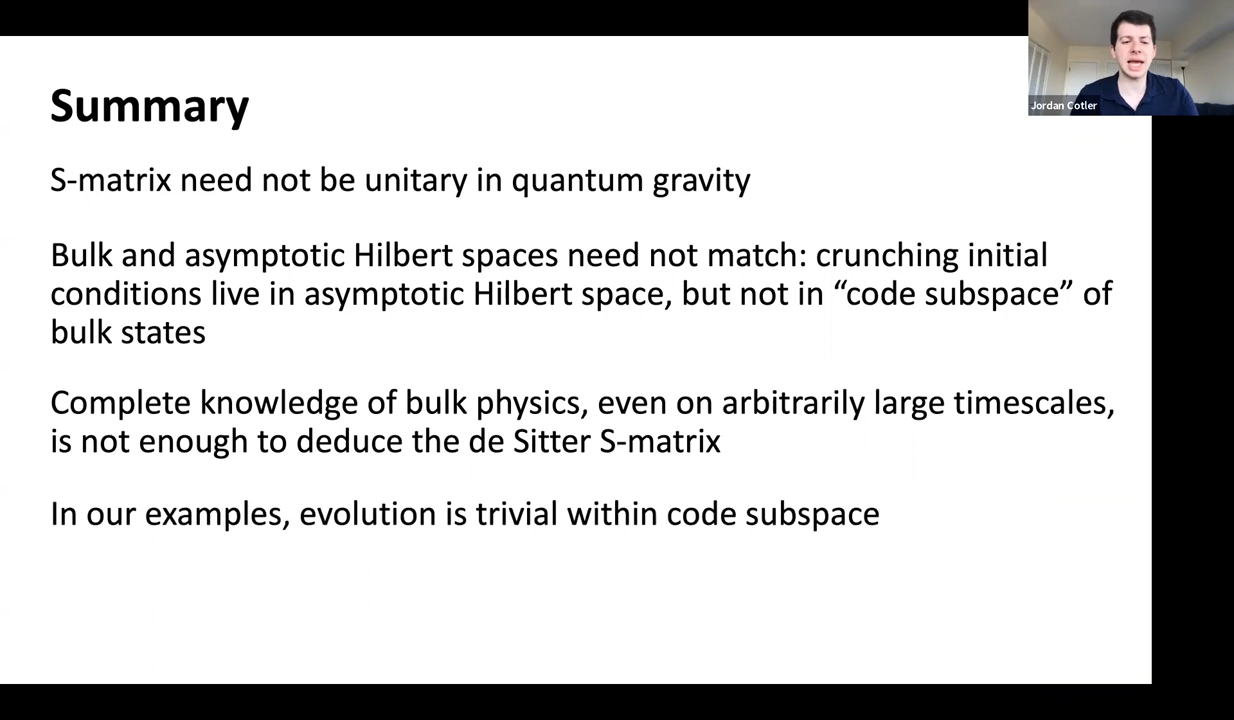 Jordan Cotler
Summary
S-matrix need not be unitary in quantum gravity
Bulk and asymptotic Hilbert spaces need not match: crunching initial
conditions live in asymptotic Hilbert space, but not in “code subspace” of
bulk states
Complete knowledge of bulk physics, even on arbitrarily large timescales,
is not enough to deduce the de Sitter S-matrix
In our examples, evolution is trivial within code subspace